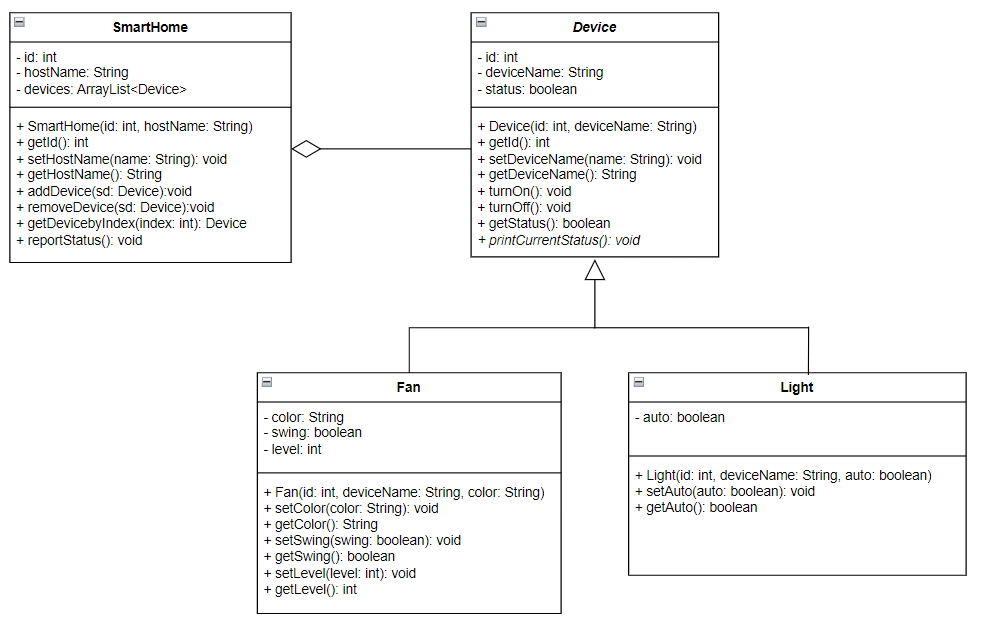 SmartHome
- id: int
- hostName: String
- devices: ArrayList<Device>
+ SmartHome(id: int, hostName: String)
+ getId(): int
+ setHostName(name: String): void
+ getHostName(): String
+ addDevice(sd: Device):void
+ removeDevice(sd: Device):void
+ getDevicebyIndex(index: int): Device
+ reportStatus(): void
Device
- id: int
- deviceName: String
- status: boolean
+ Device(id: int, deviceName: String)
+ getId(): int
+ setDeviceName(name: String): void
+ getDeviceName(): String
+ turnOn(): void
+ turnOff(): void
+ getStatus(): boolean
+ printCurrentStatus(): void
Fan
- color: String
- swing: boolean
- level: int
+ Fan(id: int, deviceName: String, color: String)
+ setColor(color: String): void
+ getColor(): String
+ setSwing(swing: boolean): void
+ getSwing(): boolean
+ setLevel(level: int): void
+ getLevel(): int
Light
- auto: boolean
+ Light(id: int, deviceName: String, auto: boolean)
+ setAuto(auto: boolean): void
+ getAuto(): boolean